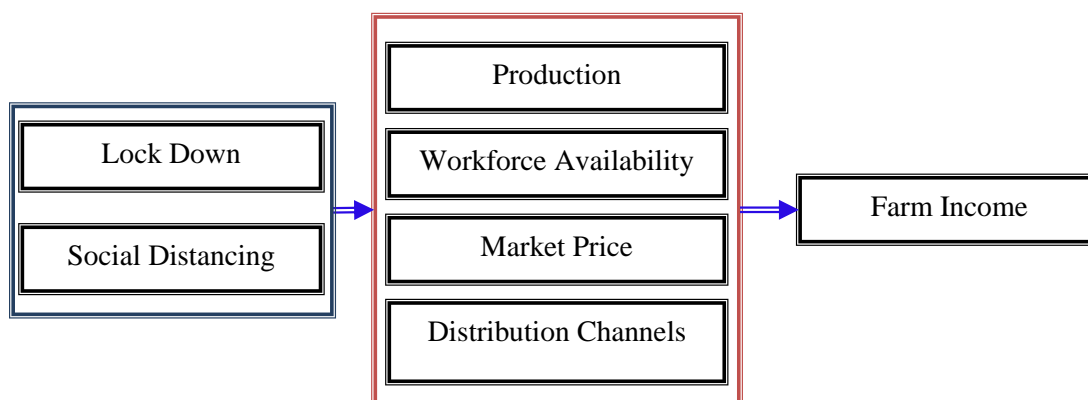 Lock Down
Social Distancing
Production
Workforce Availability
Market Price
Distribution Channels
Farm Income